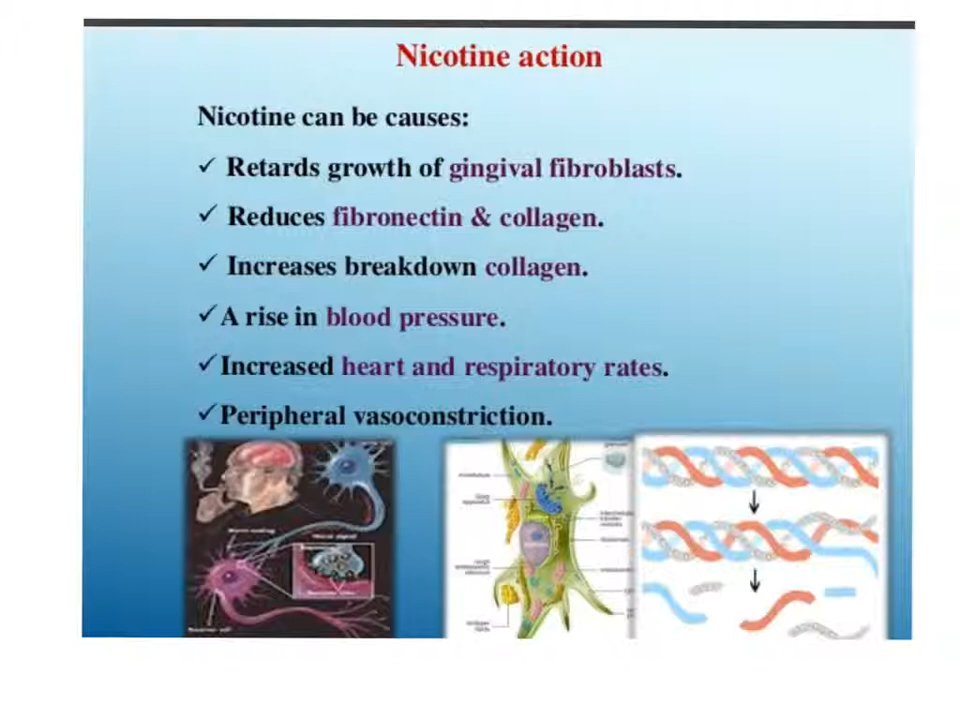 Nicotine action
Nicotine can be causes:
✓ Retards growth of gingival fibroblasts.
✓ Reduces fibronectin & collagen.
✓ Increases breakdown collagen.
✓ A rise in blood pressure.
✓ Increased heart and respiratory rates.
✓ Peripheral vasoconstriction.